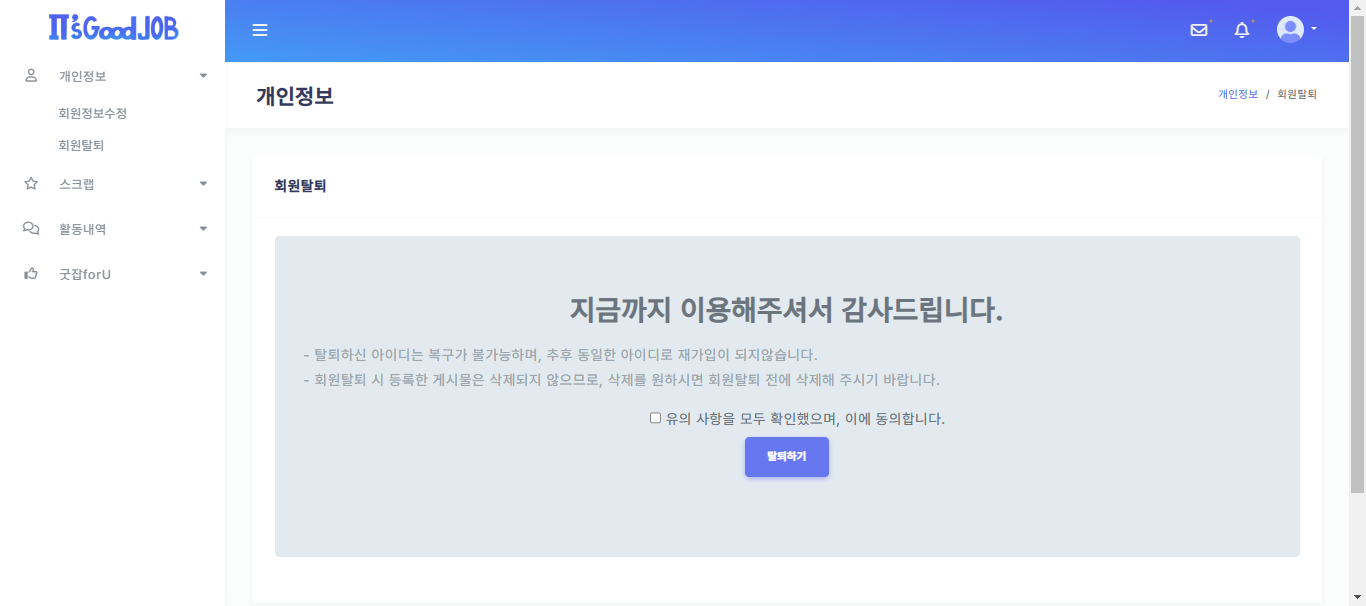 IT'sGoodJOB
개인정보
회원정보수정
회원탈퇴
스크랩
활동내역
굿잡forU
개인정보
개인정보 / 회원탈퇴
회원탈퇴
지금까지 이용해주셔서 감사드립니다.
- 탈퇴하신 아이디는 복구가 불가능하며, 추후 동일한 아이디로 재가입이 되지않습니다.
- 회원탈퇴 시 등록한 게시물은 삭제되지 않으므로, 삭제를 원하시면 회원탈퇴 전에 삭제해 주시기 바랍니다.
유의 사항을 모두 확인했으며, 이에 동의합니다.
탈퇴하기